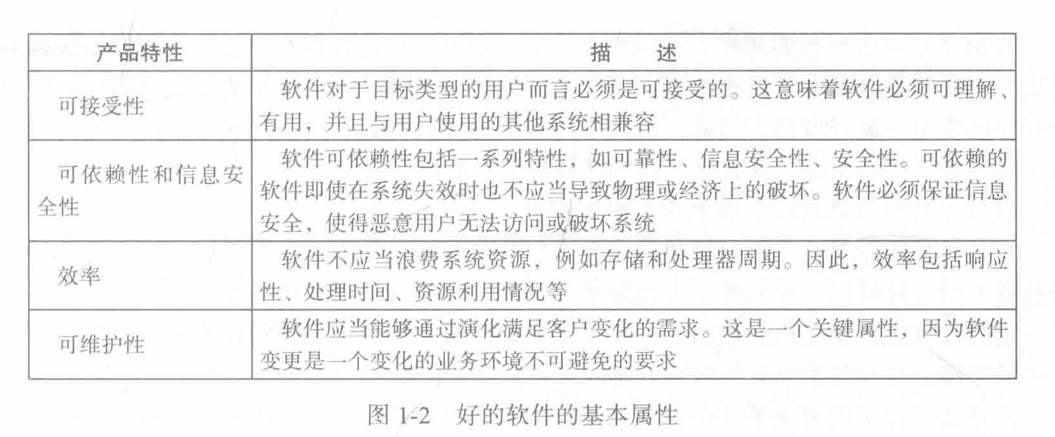 产品特性 描 述
可接受性 软件对于目标类型的用户而言必须是可接受的。这意味着软件必须可理解、
有用，并且与用户使用的其他系统相兼容
可依赖性和信息安
全性
软件可依赖性包括一系列特性，如可靠性、信息安全性、安全性。可依赖的
软件即使在系统失效时也不应当导致物理或经济上的破坏。软件必须保证信息
安全，使得恶意用户无法访问或破坏系统
效率 软件不应当浪费系统资源，例如存储和处理器周期。因此，效率包括响应
性、处理时间、资源利用情况等
可维护性 软件应当能够通过演化满足客户变化的需求。这是一个关键属性，因为软件
变更是一个变化的业务环境不可避免的要求
图 1-2 好的软件的基本属性